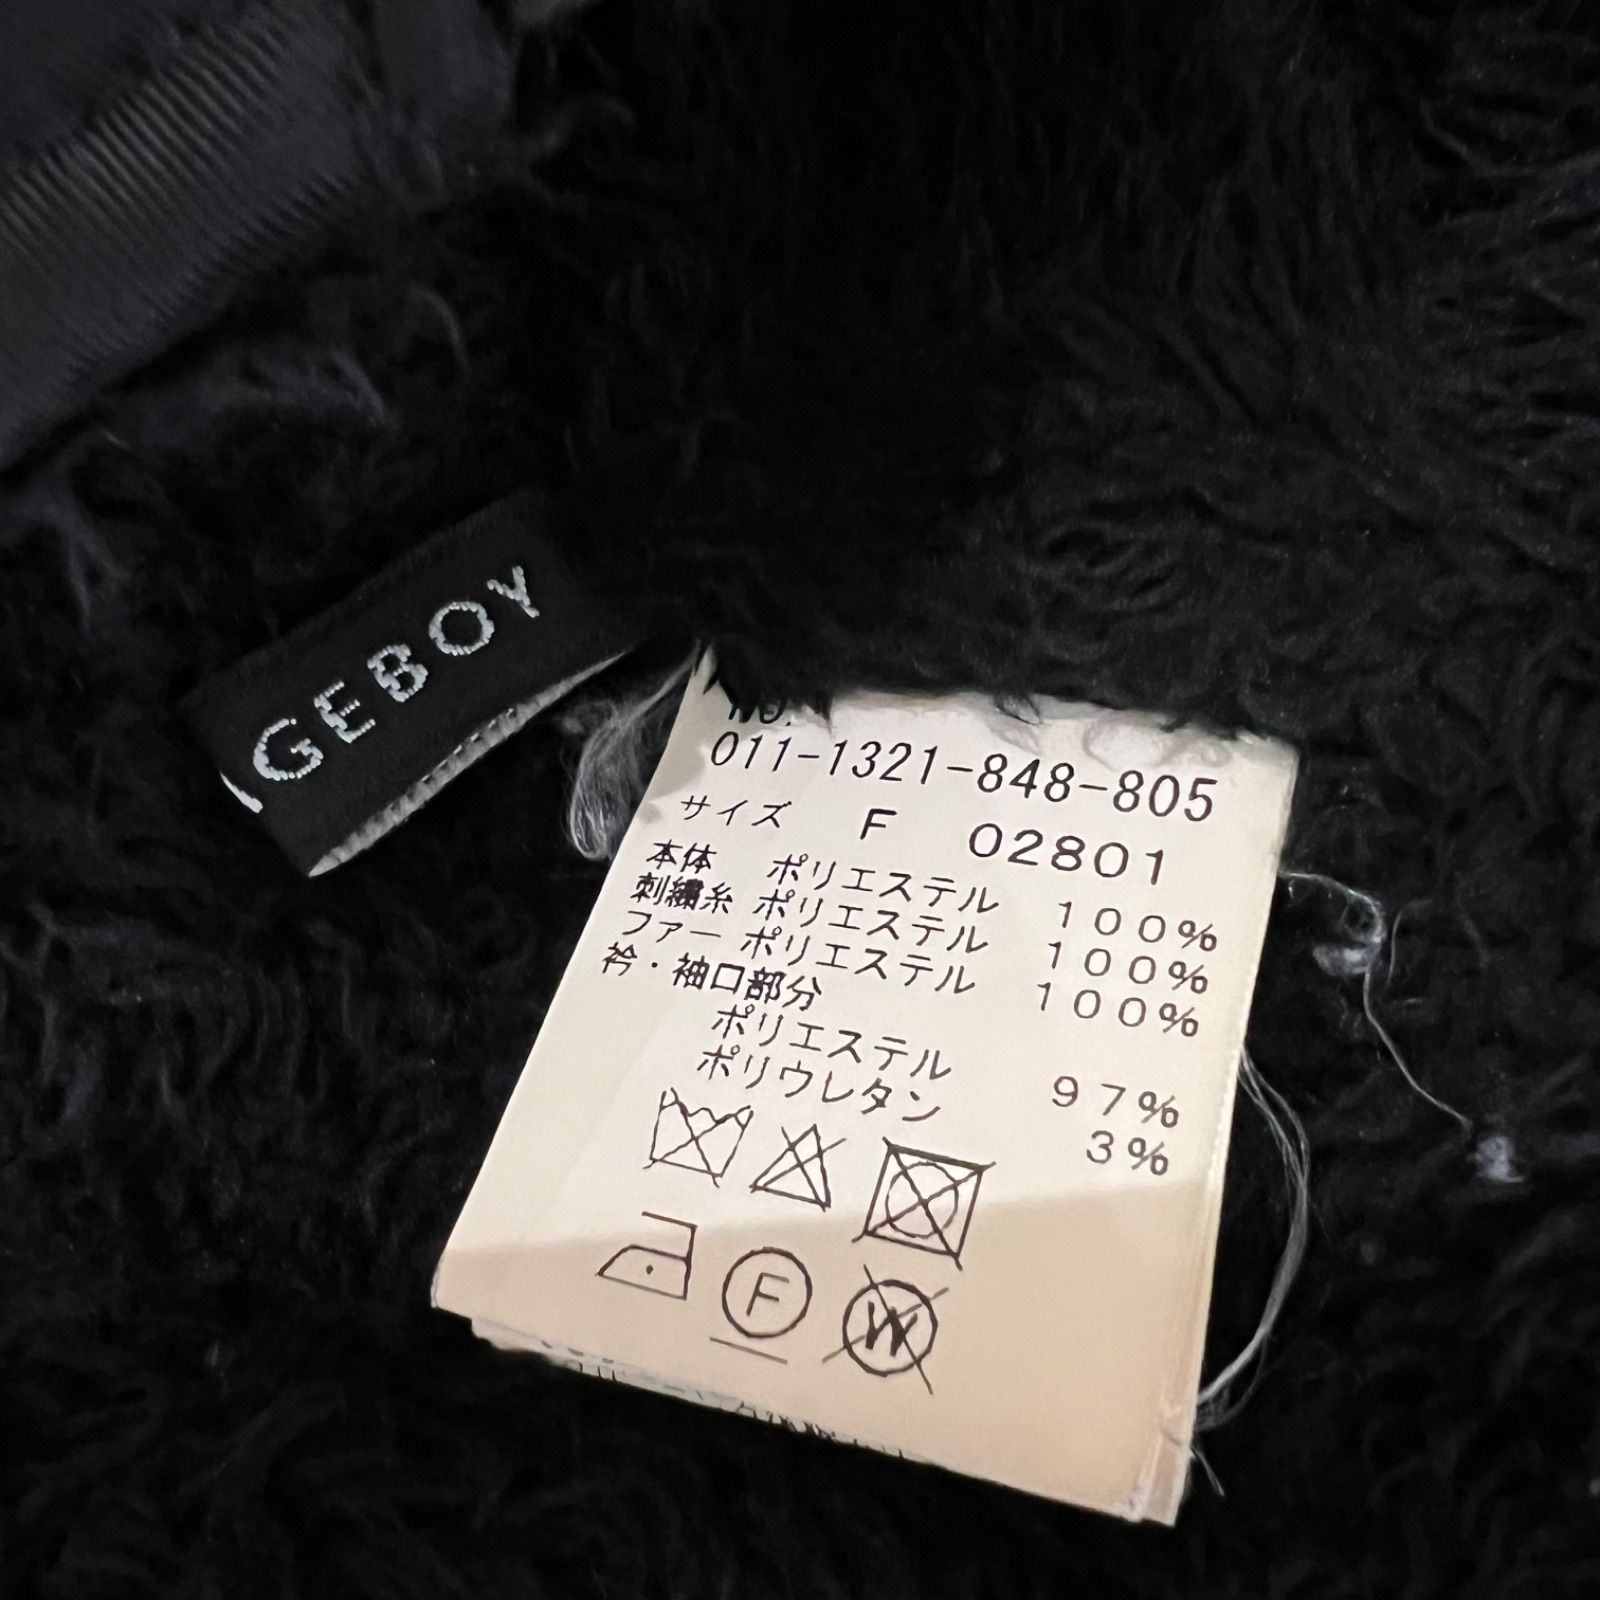 GEBOY
NO.
011-1321-848-805
サイズ F 02801
本体 ポリエステル 100%
刺繍糸 ポリエステル 100%
ファー ポリエステル 100%
衿・袖口部分
ポリエステル 97%
ポリウレタン 3%
F
W